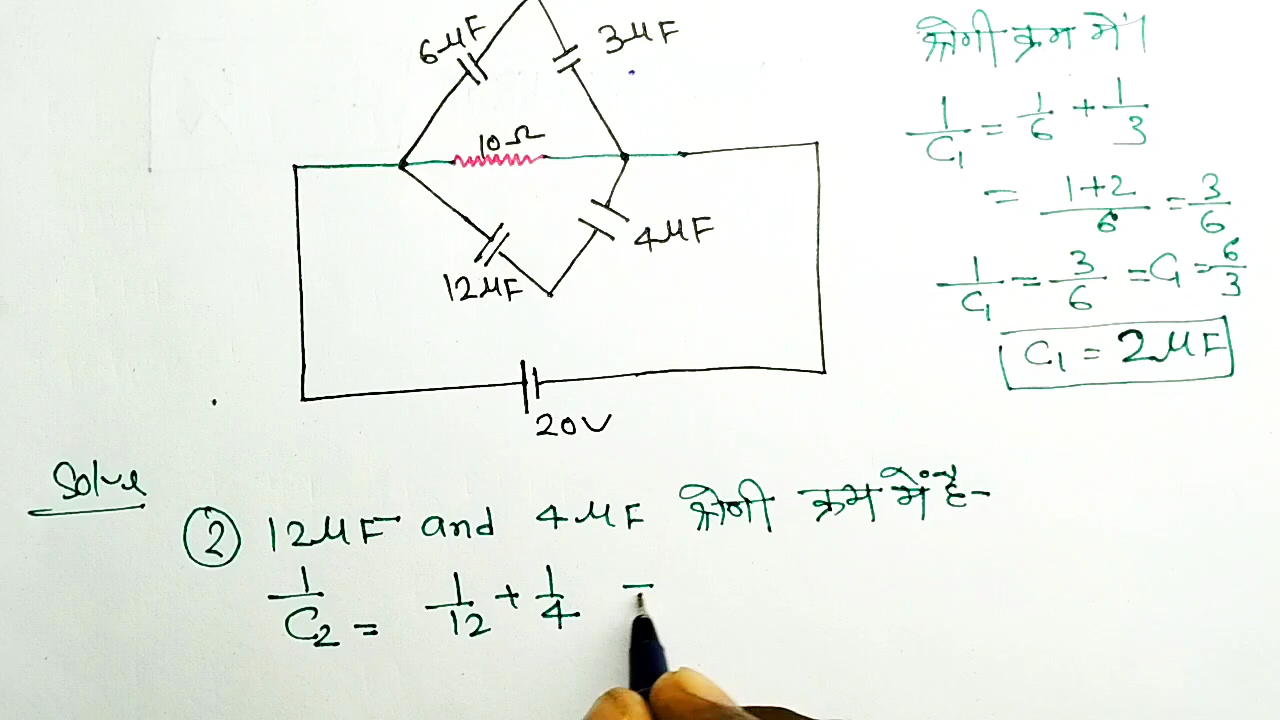 6μF
3μF
10Ω
12μF
4μF
20V
श्रेणी क्रम में।
1/C₁ = 1/6 + 1/3
= 1+2/6 = 3/6
1/C₁ = 3/6 = C₁ = 6/3
C₁ = 2μF
Solve
② 12μF and 4μF श्रेणी क्रम में है-
1/C₂ = 1/12 + 1/4 =